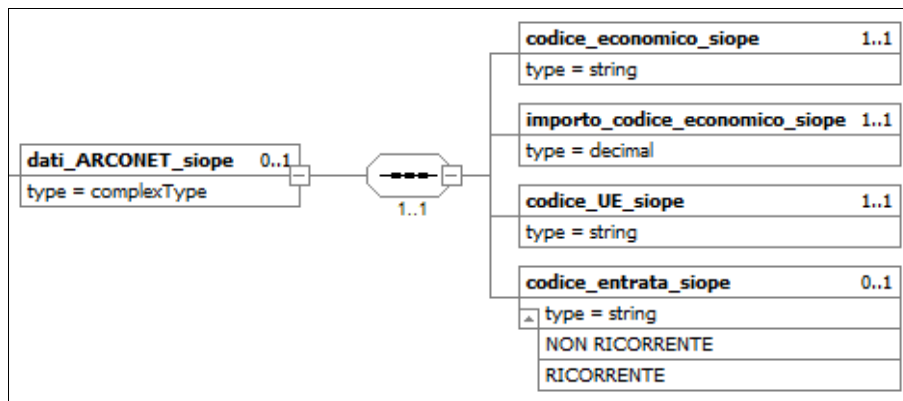 codice_economico_siope 1..1
type = string
importo_codice_economico_siope 1..1
type = decimal
dati_ARCONET_siope 0..1
type = complexType
1..1
codice_UE_siope 1..1
type = string
codice_entrata_siope 0..1
type = string
NON RICORRENTE
RICORRENTE